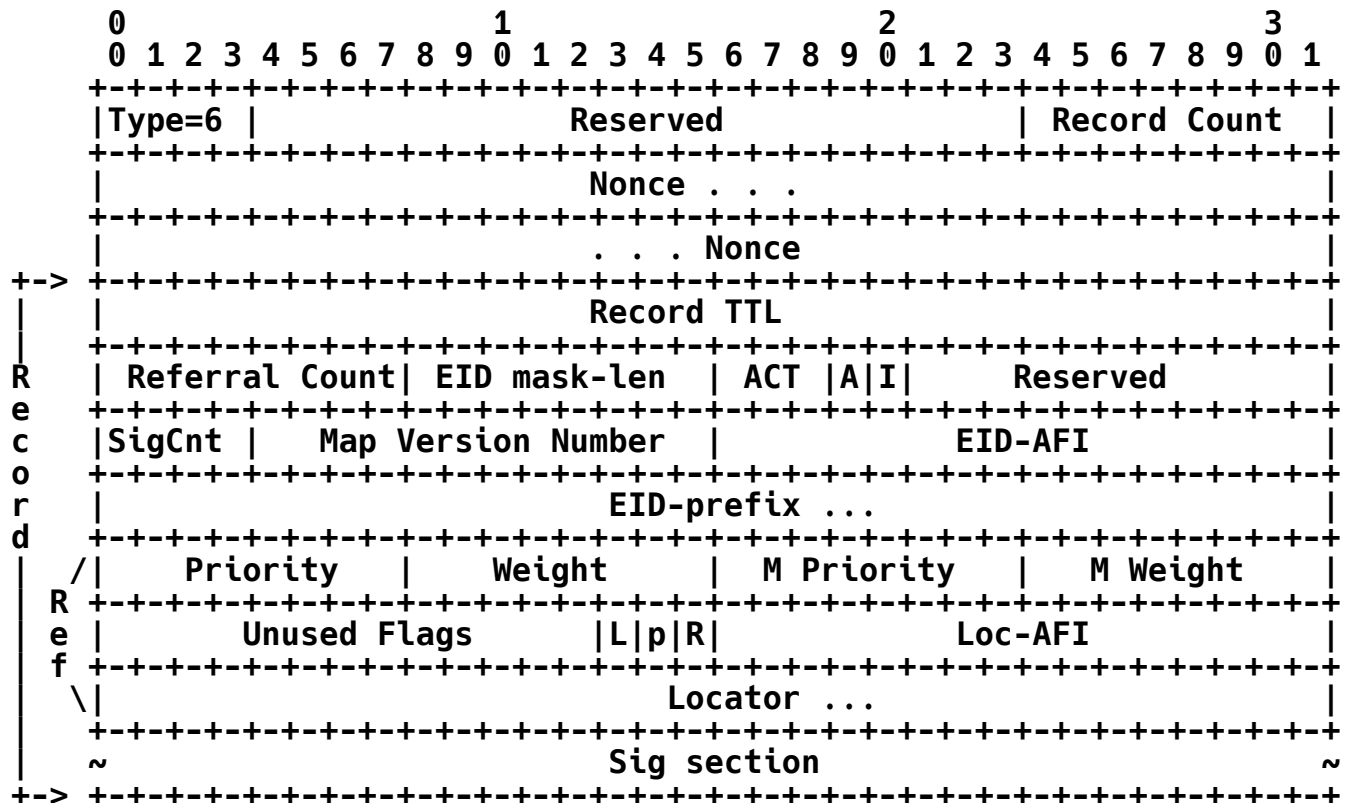 0                   1                   2                   3
        0 1 2 3 4 5 6 7 8 9 0 1 2 3 4 5 6 7 8 9 0 1 2 3 4 5 6 7 8 9 0 1
       +-+-+-+-+-+-+-+-+-+-+-+-+-+-+-+-+-+-+-+-+-+-+-+-+-+-+-+-+-+-+-+-+
       |Type=6 |                Reserved               | Record Count  |
       +-+-+-+-+-+-+-+-+-+-+-+-+-+-+-+-+-+-+-+-+-+-+-+-+-+-+-+-+-+-+-+-+
       |                         Nonce . . .                           |
       +-+-+-+-+-+-+-+-+-+-+-+-+-+-+-+-+-+-+-+-+-+-+-+-+-+-+-+-+-+-+-+-+
       |                         . . . Nonce                           |
   +-> +-+-+-+-+-+-+-+-+-+-+-+-+-+-+-+-+-+-+-+-+-+-+-+-+-+-+-+-+-+-+-+-+
   |   |                         Record TTL                            |
   |   +-+-+-+-+-+-+-+-+-+-+-+-+-+-+-+-+-+-+-+-+-+-+-+-+-+-+-+-+-+-+-+-+
   R   | Referral Count| EID mask-len  | ACT |A|I|     Reserved        |
   e   +-+-+-+-+-+-+-+-+-+-+-+-+-+-+-+-+-+-+-+-+-+-+-+-+-+-+-+-+-+-+-+-+
   c   |SigCnt |   Map Version Number  |            EID-AFI            |
   o   +-+-+-+-+-+-+-+-+-+-+-+-+-+-+-+-+-+-+-+-+-+-+-+-+-+-+-+-+-+-+-+-+
   r   |                          EID-prefix ...                       |
   d   +-+-+-+-+-+-+-+-+-+-+-+-+-+-+-+-+-+-+-+-+-+-+-+-+-+-+-+-+-+-+-+-+
   |  /|    Priority   |    Weight     |  M Priority   |   M Weight    |
   | R +-+-+-+-+-+-+-+-+-+-+-+-+-+-+-+-+-+-+-+-+-+-+-+-+-+-+-+-+-+-+-+-+
   | e |       Unused Flags      |L|p|R|            Loc-AFI            |
   | f +-+-+-+-+-+-+-+-+-+-+-+-+-+-+-+-+-+-+-+-+-+-+-+-+-+-+-+-+-+-+-+-+
   |  \|                             Locator ...                       |
   |   +-+-+-+-+-+-+-+-+-+-+-+-+-+-+-+-+-+-+-+-+-+-+-+-+-+-+-+-+-+-+-+-+
   |   ~                          Sig section                          ~
   +-> +-+-+-+-+-+-+-+-+-+-+-+-+-+-+-+-+-+-+-+-+-+-+-+-+-+-+-+-+-+-+-+-+